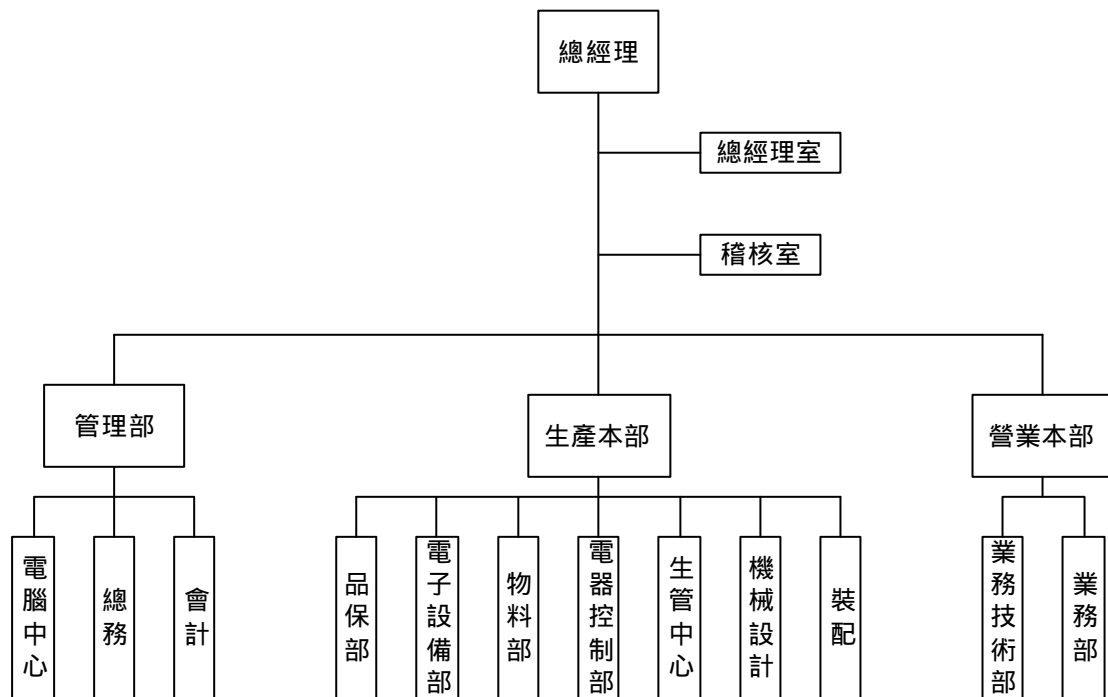 總經理
總經理室
稽核室
管理部
生產本部
營業本部
電腦中心
總務
會計
品保部
電子設備部
物料部
電器控制部
生管中心
機械設計
裝配
業務技術部
業務部